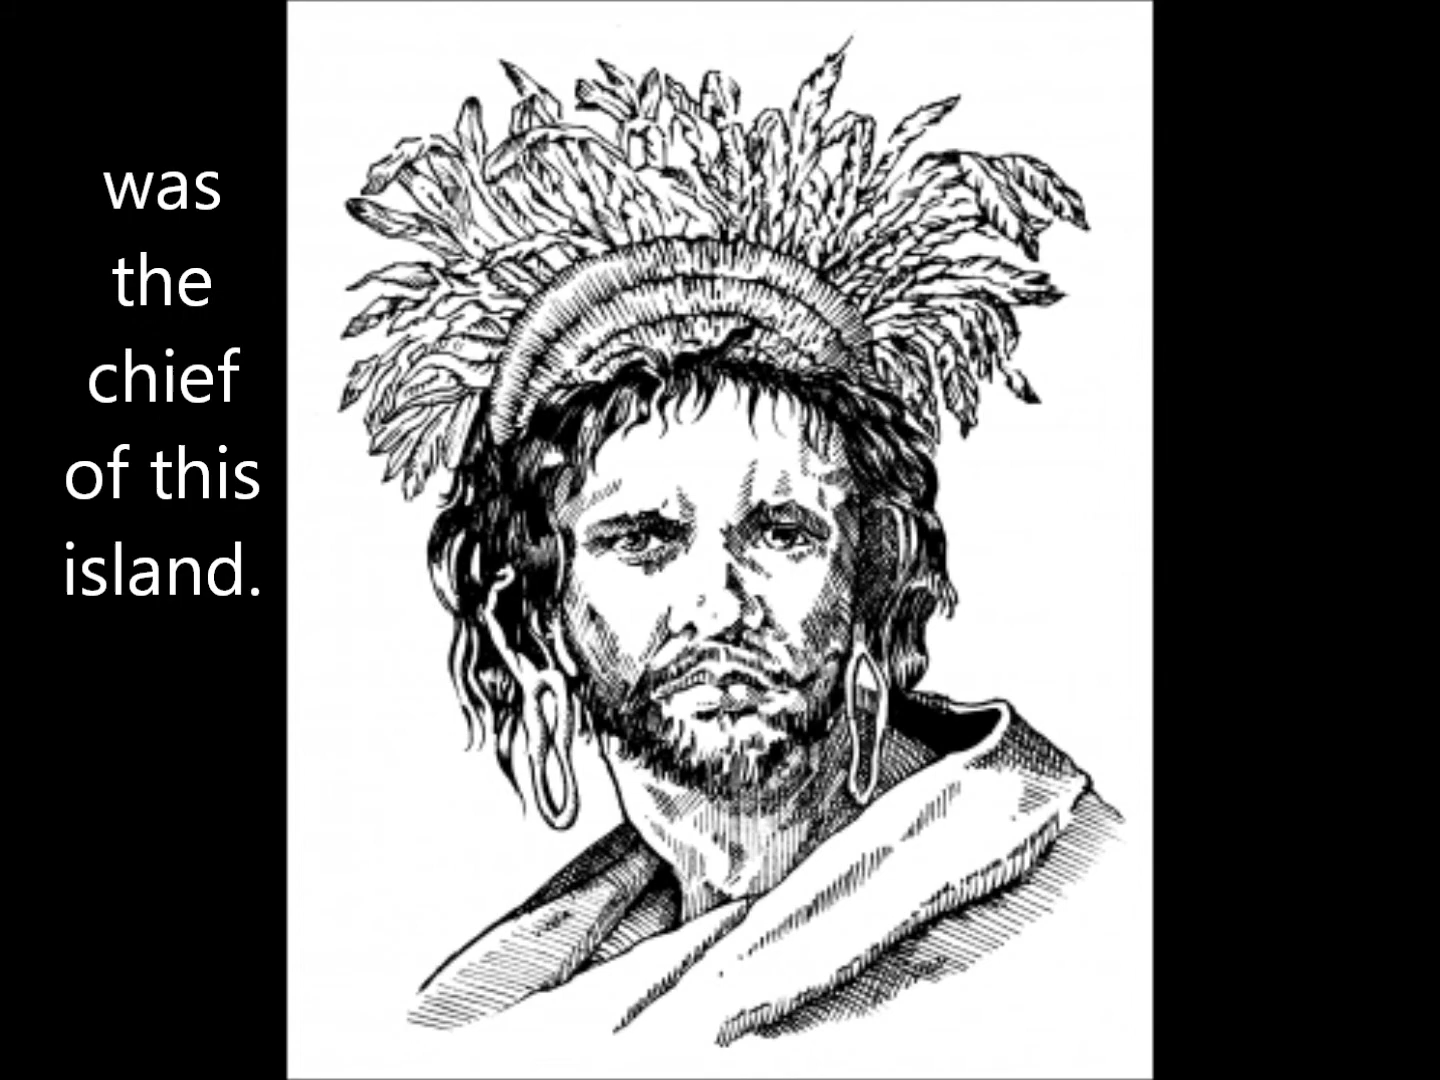 was
the
chief
of this
island.